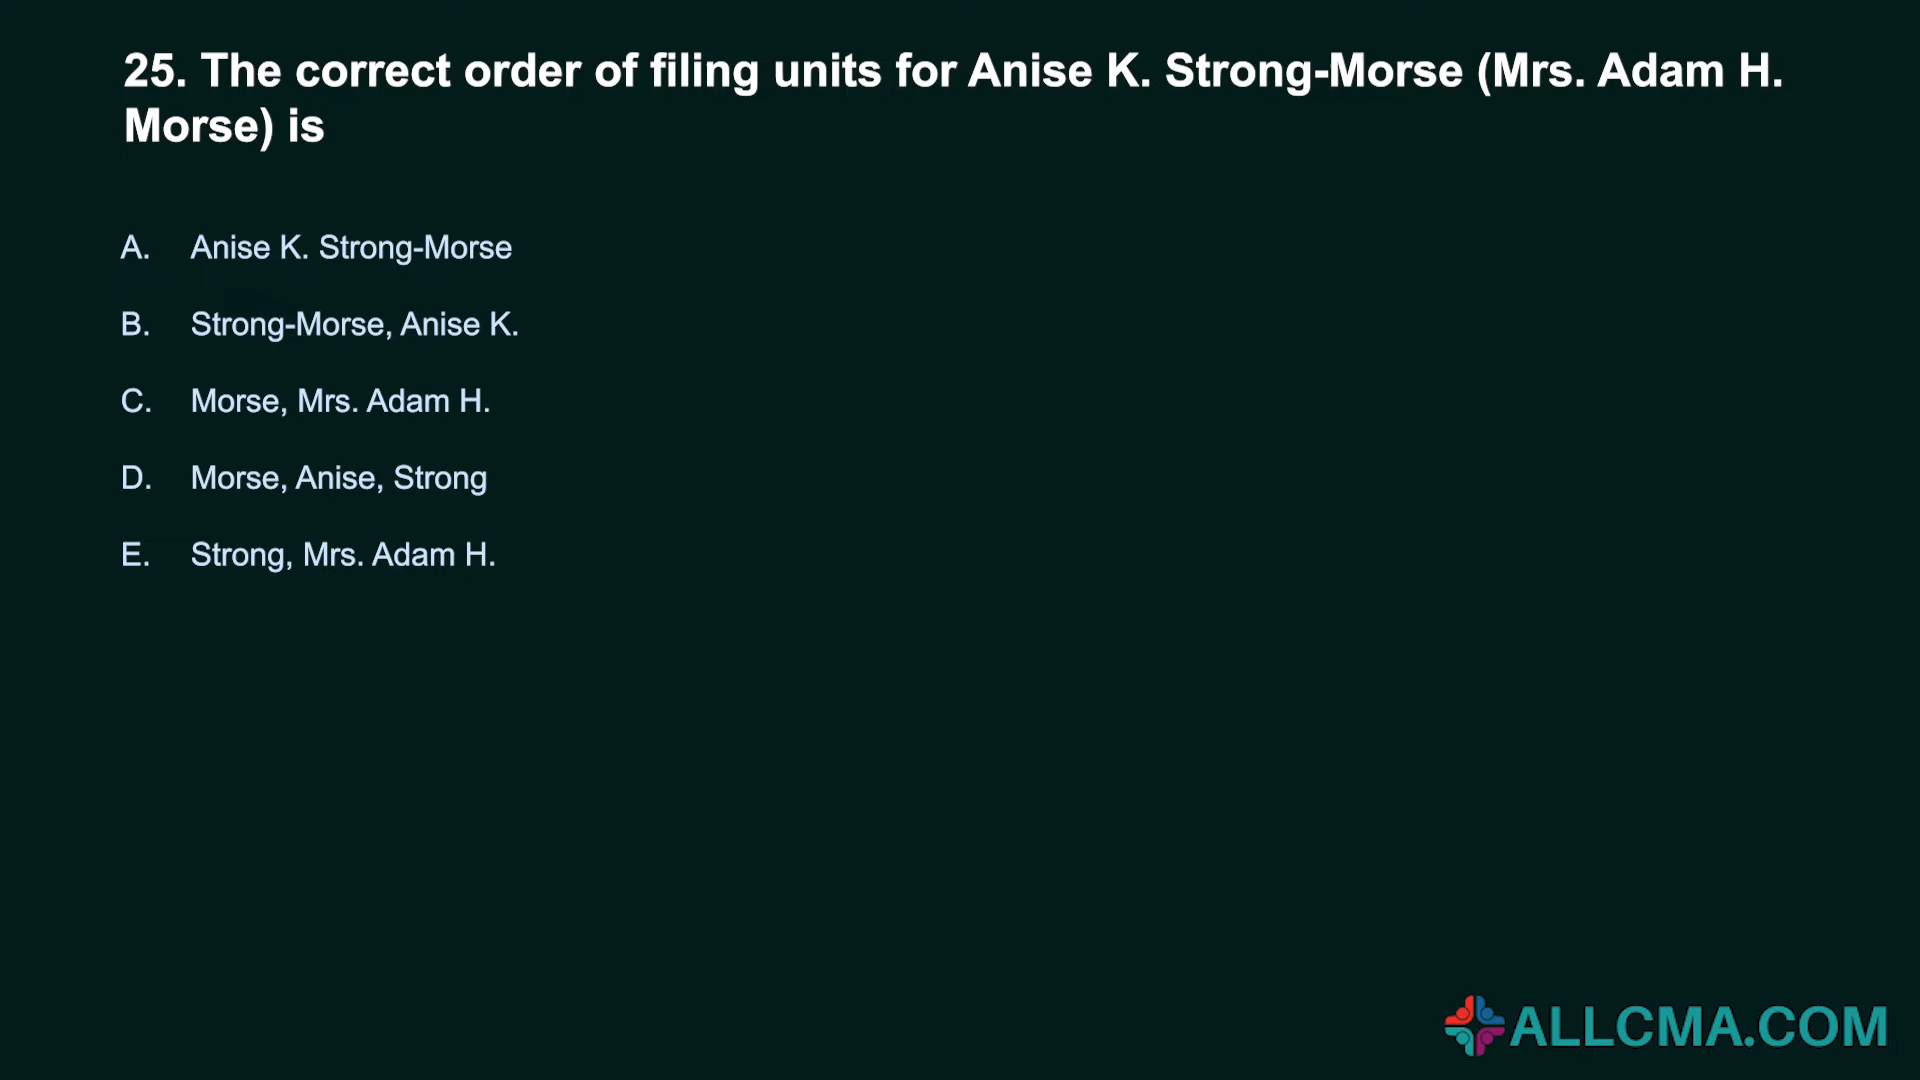 25. The correct order of filing units for Anise K. Strong-Morse (Mrs. Adam H.
Morse) is
A. Anise K. Strong-Morse
B. Strong-Morse, Anise K.
C. Morse, Mrs. Adam H.
D. Morse, Anise, Strong
E. Strong, Mrs. Adam H.
ALLCMA.COM